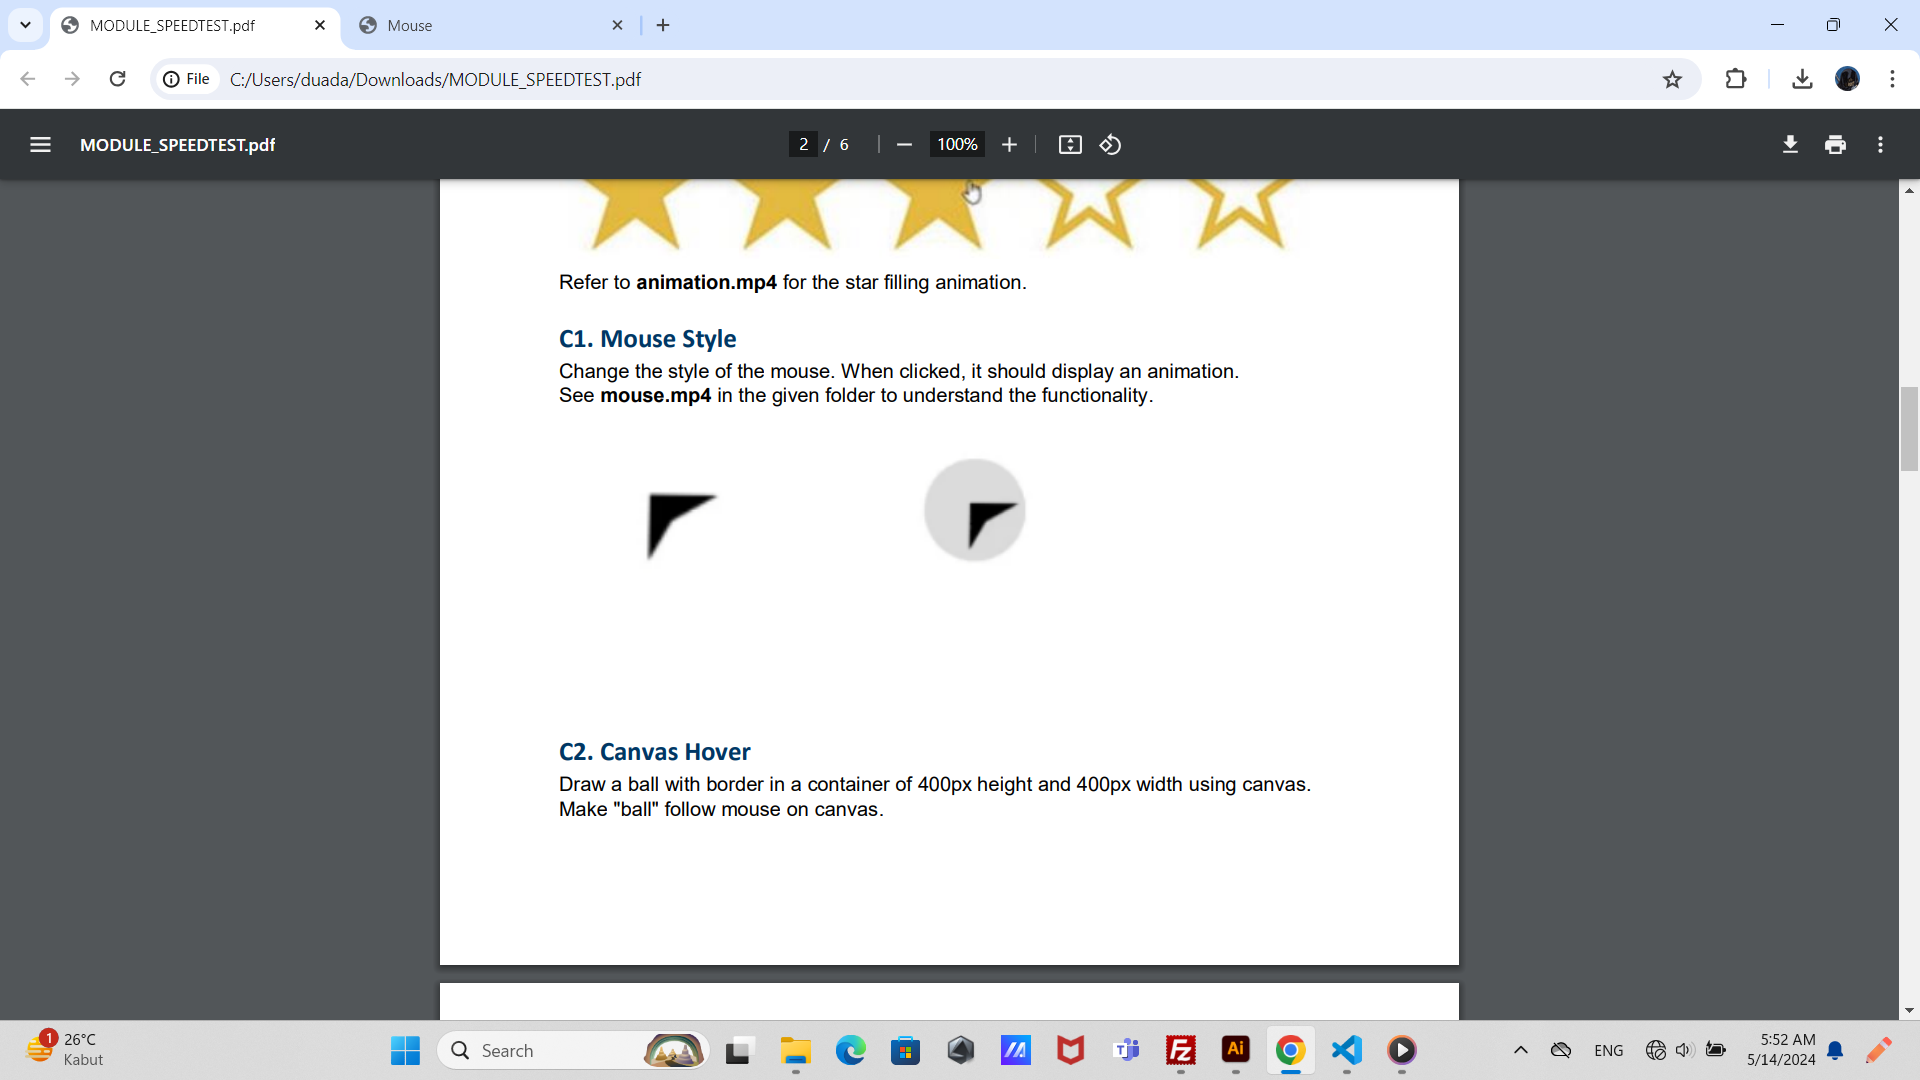 MODULE_SPEEDTEST.pdf
Mouse
File
C:/Users/duada/Downloads/MODULE_SPEEDTEST.pdf
MODULE_SPEEDTEST.pdf
2 / 6
100%
Refer to animation.mp4 for the star filling animation.
C1. Mouse Style
Change the style of the mouse. When clicked, it should display an animation.
See mouse.mp4 in the given folder to understand the functionality.
C2. Canvas Hover
Draw a ball with border in a container of 400px height and 400px width using canvas.
Make "ball" follow mouse on canvas.
1
26°C
Kabut
Search
Fz
Ai
ENG
5:52 AM
5/14/2024